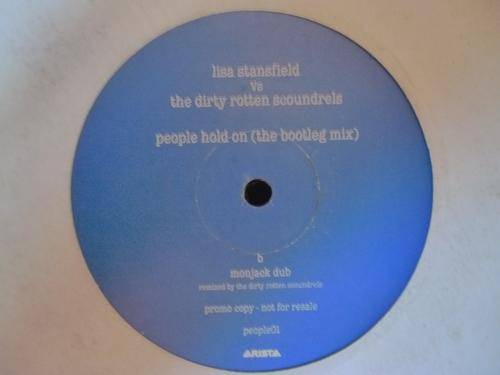 lisa stansfield
vs
the dirty rotten scoundrels
people hold on (the bootleg mix)
b
monjack dub
remixed by the dirty rotten scoundrels
promo copy - not for resale
people01
ARISTA